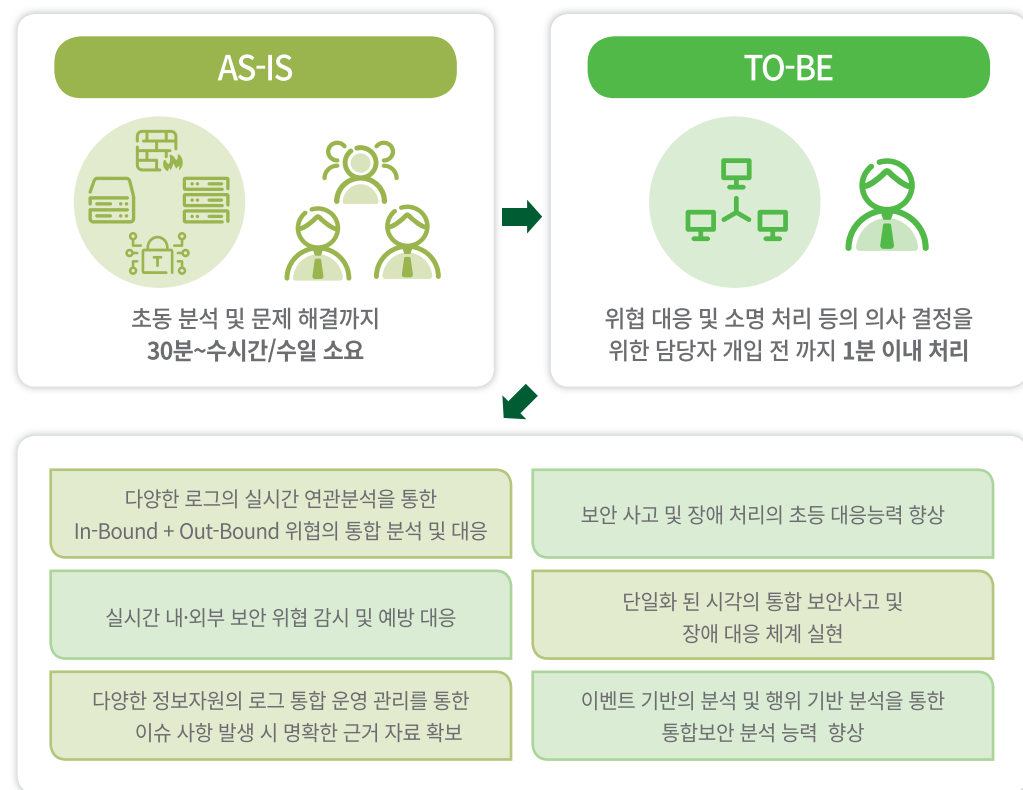 AS-IS
초동 분석 및 문제 해결까지
30분~수시간/수일 소요
TO-BE
위협 대응 및 소명 처리 등의 의사 결정을
위한 담당자 개입 전 까지 1분 이내 처리
다양한 로그의 실시간 연관분석을 통한
In-Bound + Out-Bound 위협의 통합 분석 및 대응
보안 사고 및 장애 처리의 초등 대응능력 향상
실시간 내·외부 보안 위협 감시 및 예방 대응
단일화 된 시각의 통합 보안사고 및
장애 대응 체계 실현
다양한 정보자원의 로그 통합 운영 관리를 통한
이슈 사항 발생 시 명확한 근거 자료 확보
이벤트 기반의 분석 및 행위 기반 분석을 통한
통합보안 분석 능력 향상